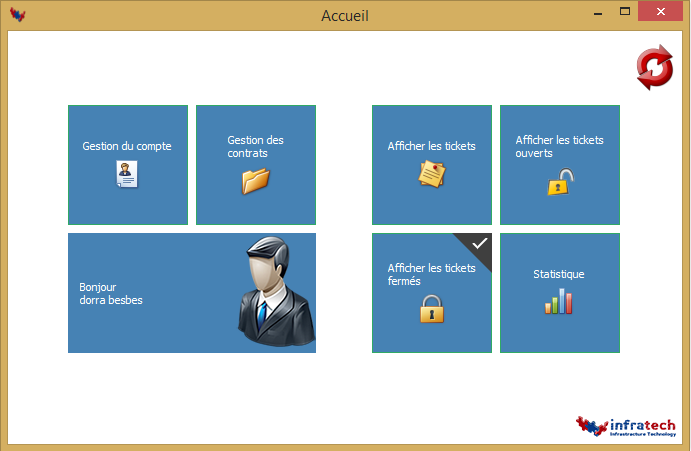 Accueil
Gestion du compte
Gestion des
contrats
Afficher les tickets
Afficher les tickets
ouverts
Bonjour
dorra besbes
Afficher les tickets
fermés
Statistique
infratech
Infrastructure Technology